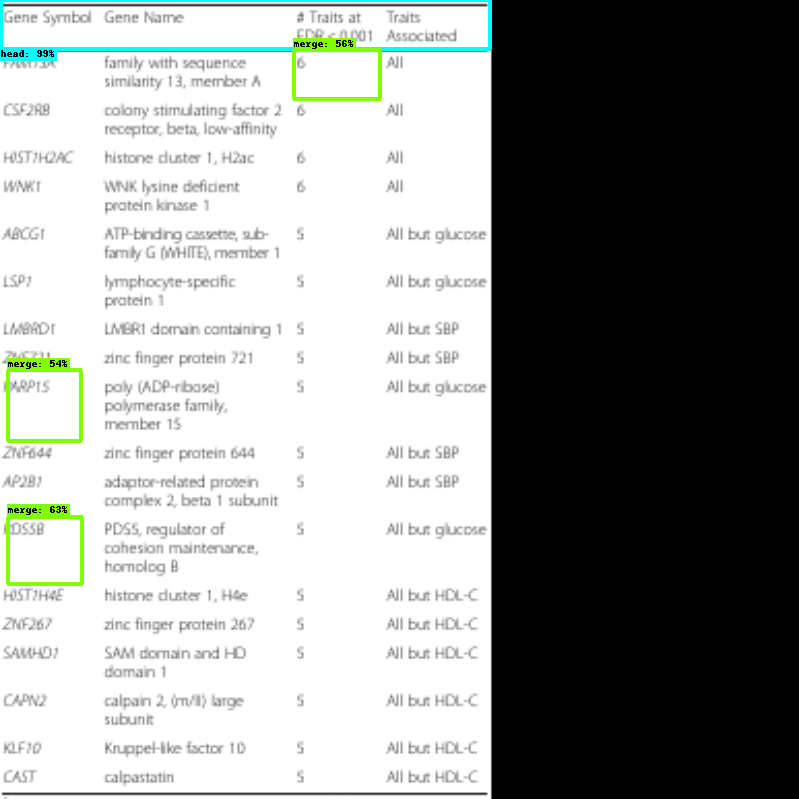 Gene Symbol Gene Name # Traits at Traits
FDR < 0.001 Associated
merge: 56%
head: 99%
FAM13A family with sequence 6 All
similarity 13, member A
CSF2RB colony stimulating factor 2 6 All
receptor, beta, low-affinity
HIST1H2AC histone cluster 1, H2ac 6 All
WNK1 WNK lysine deficient 6 All
protein kinase 1
ABCG1 ATP-binding cassette, sub- 5 All but glucose
family G (WHITE), member 1
LSP1 lymphocyte-specific 5 All but glucose
protein 1
LMBRD1 LMBR1 domain containing 1 5 All but SBP
ZNF721 zinc finger protein 721 5 All but SBP
merge: 54%
PARP15 poly (ADP-ribose) 5 All but glucose
polymerase family,
member 15
ZNF644 zinc finger protein 644 5 All but SBP
AP2B1 adaptor-related protein 5 All but SBP
complex 2, beta 1 subunit
merge: 63%
PDS5B PDS5, regulator of 5 All but glucose
cohesion maintenance,
homolog B
HIST1H4E histone cluster 1, H4e 5 All but HDL-C
ZNF267 zinc finger protein 267 5 All but HDL-C
SAMHD1 SAM domain and HD 5 All but HDL-C
domain 1
CAPN2 calpain 2, (m/II) large 5 All but HDL-C
subunit
KLF10 Kruppel-like factor 10 5 All but HDL-C
CAST calpastatin 5 All but HDL-C